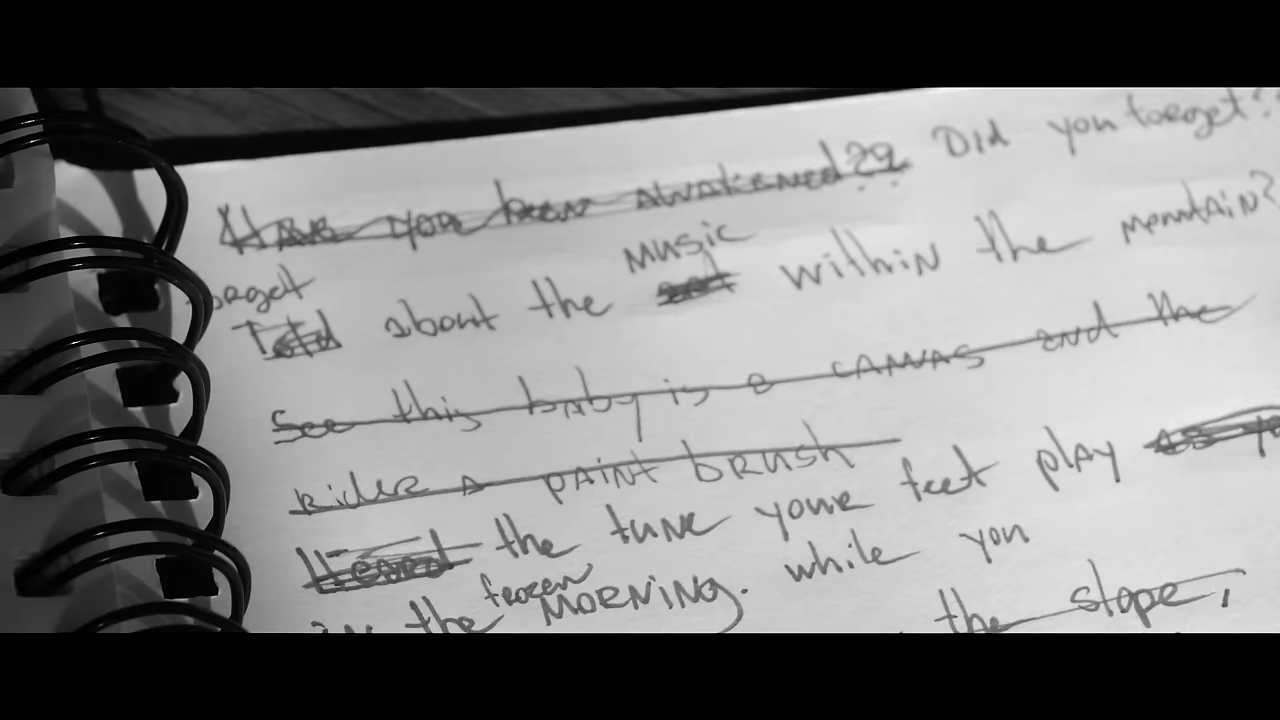 Have you been awakened?? Did you forget?
Music
forget
Told about the within the mountain?
See this baby is a canvas and the
rider a paint brush
Heard the tune your feet play as
frozen
in the MORNING. while you
the slope,